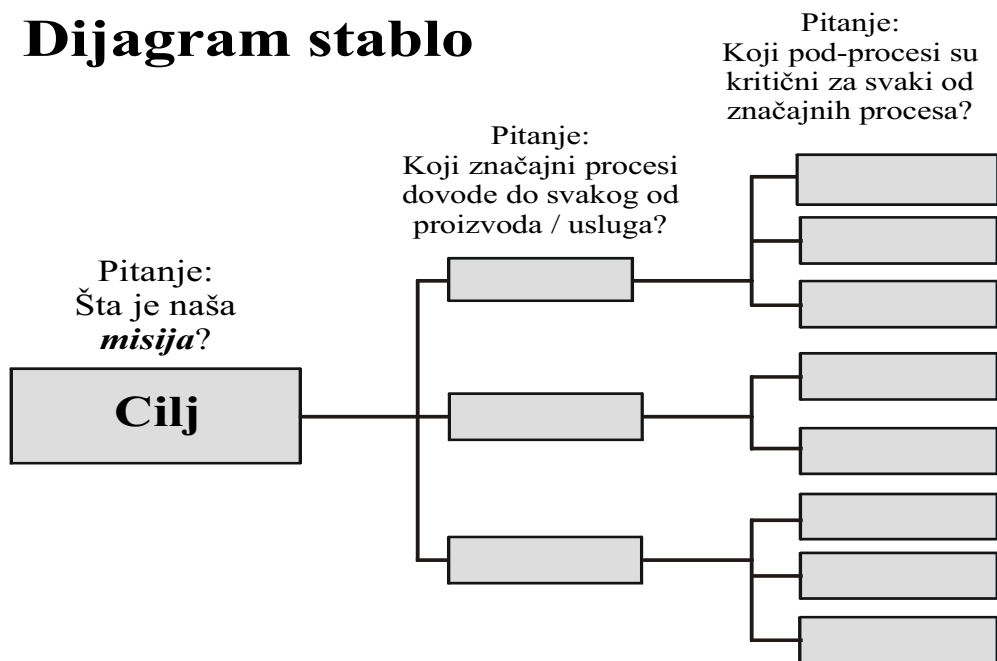 Dijagram stablo
Pitanje:
Koji pod-procesi su
kritični za svaki od
značajnih procesa?
Pitanje:
Koji značajni procesi
dovode do svakog od
proizvoda / usluga?
Pitanje:
Šta je naša
misija?
Cilj